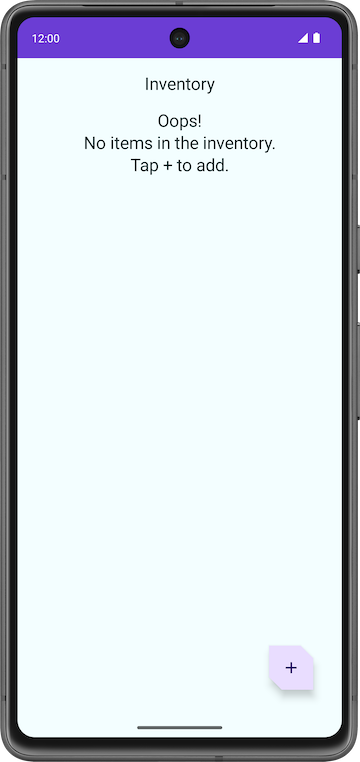 12:00
Inventory
Oops!
No items in the inventory.
Tap + to add.
+